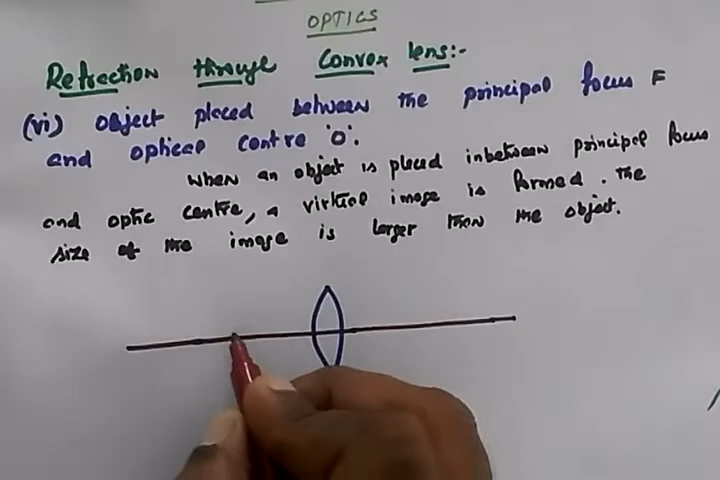 OPTICS
Refraction through Convex lens:-
(vi) object placed between the principal focus F
and optical centre 'O'.
When an object is placed inbetween principal focus
and optic centre, a virtual image is formed. The
size of the image is larger than the object.